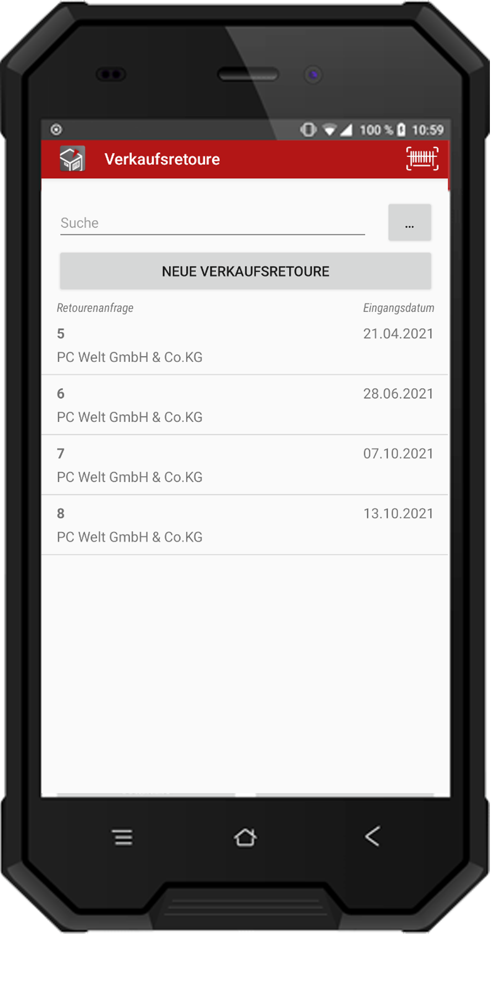 100 % 10:59
Verkaufsretoure
Suche
...
NEUE VERKAUFSRETOURE
Retourenanfrage Eingangsdatum
5 21.04.2021
PC Welt GmbH & Co.KG
6 28.06.2021
PC Welt GmbH & Co.KG
7 07.10.2021
PC Welt GmbH & Co.KG
8 13.10.2021
PC Welt GmbH & Co.KG